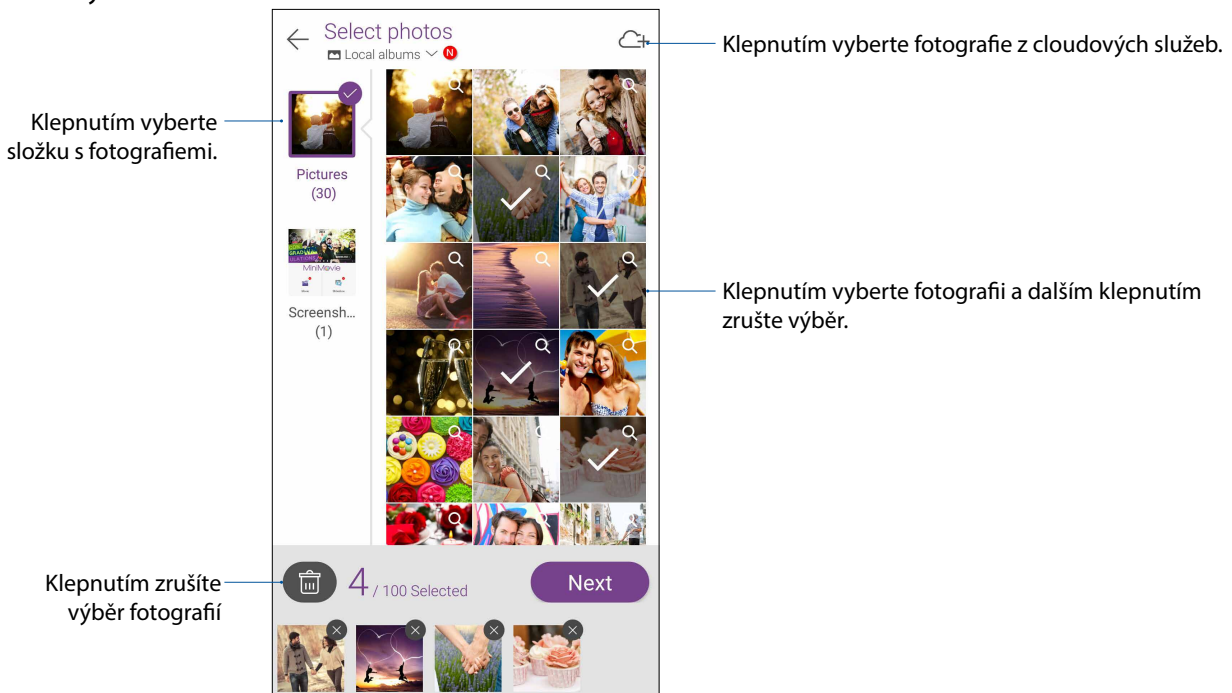 Select photos
Local albums N
Klepnutím vyberte fotografie z cloudových služeb.
Klepnutím vyberte
složku s fotografiemi.
Pictures
(30)
MiniMovie
Screensh...
(1)
Klepnutím vyberte fotografii a dalším klepnutím
zrušte výběr.
Klepnutím zrušíte
výběr fotografií
4 / 100 Selected
Next